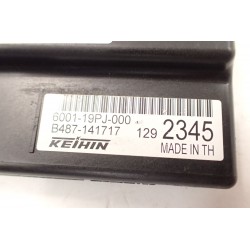 6001-19PJ-000
B487-141717 129 2345
KEIHIN MADE IN TH